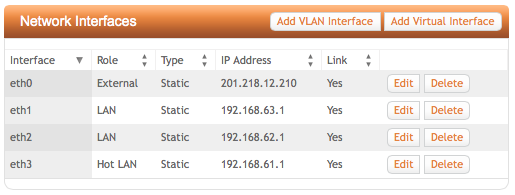 Network Interfaces Add VLAN Interface Add Virtual Interface
Interface Role Type IP Address Link
eth0 External Static 201.218.12.210 Yes Edit Delete
eth1 LAN Static 192.168.63.1 Yes Edit Delete
eth2 LAN Static 192.168.62.1 Yes Edit Delete
eth3 Hot LAN Static 192.168.61.1 Yes Edit Delete